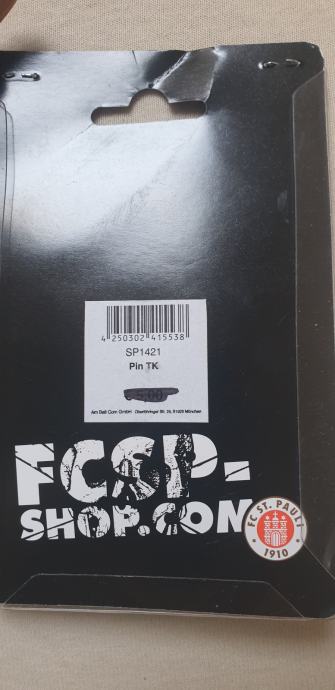 4 250302 415538
SP1421
Pin TK
FCSP-
SHOP.COM
FC ST. PAULI
1910